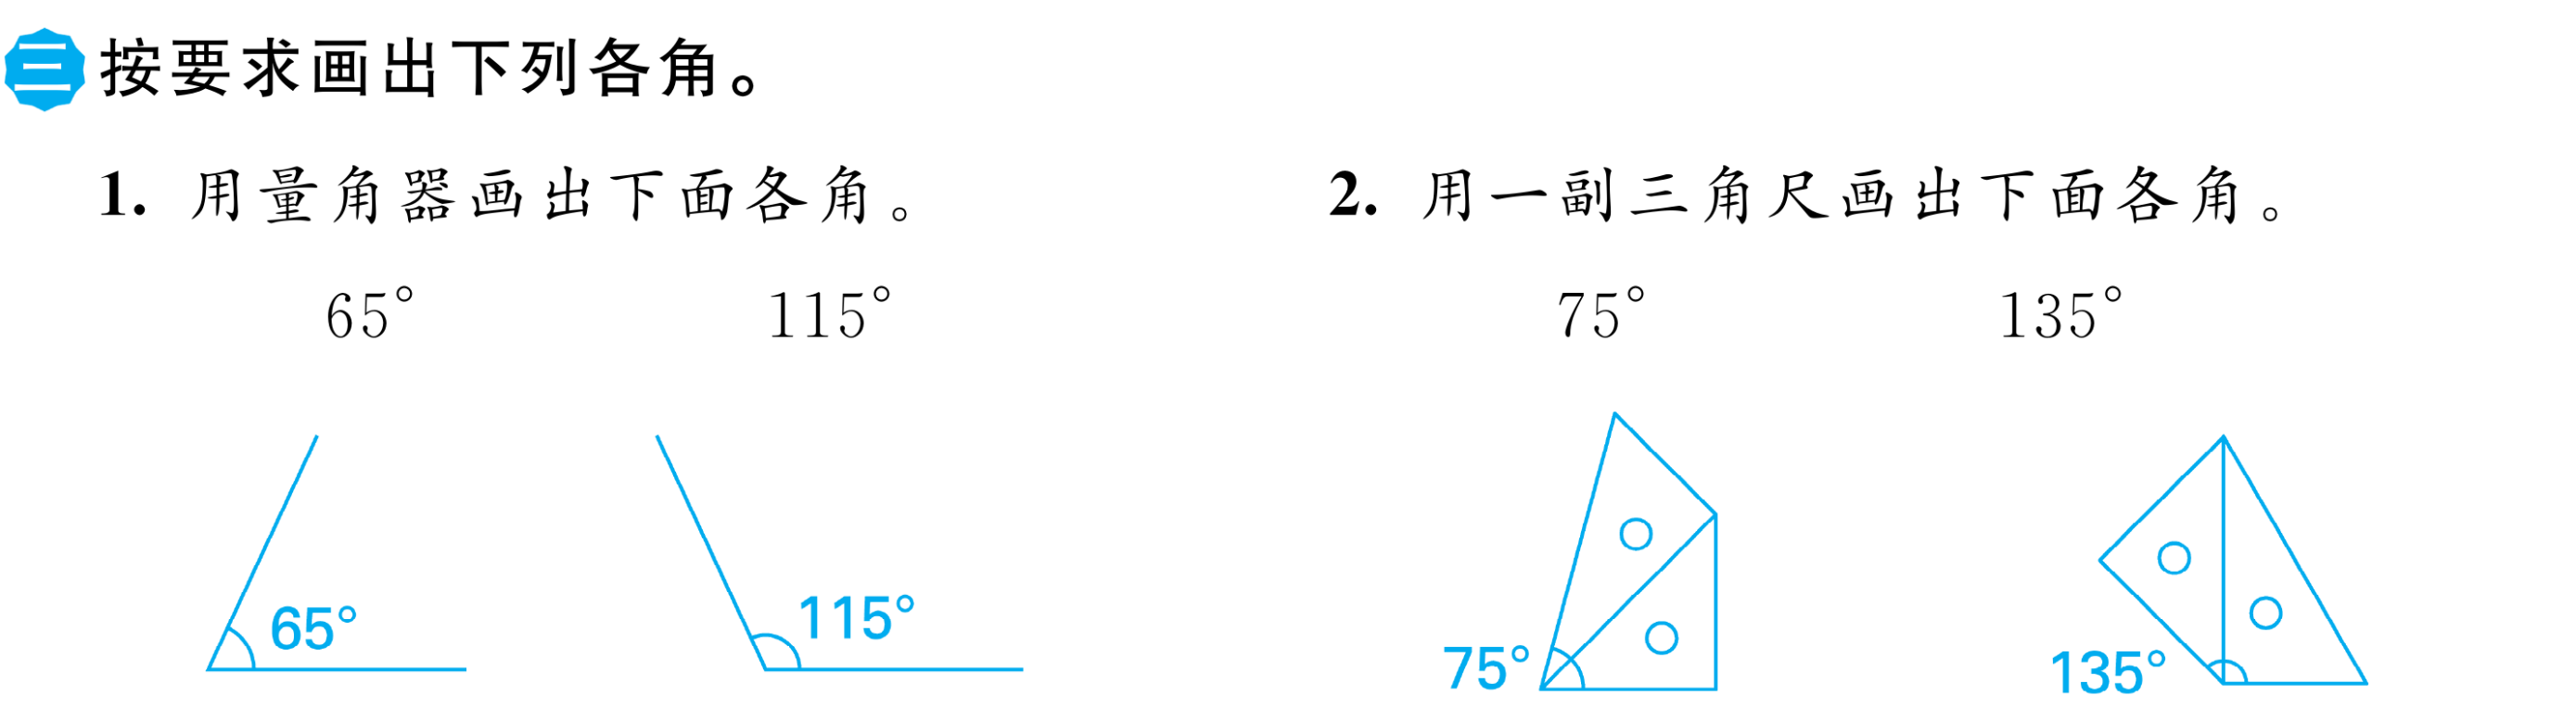 三 按要求画出下列各角。
1. 用量角器画出下面各角。
65° 115°
65° 115°
2. 用一副三角尺画出下面各角。
75° 135°
75° 135°